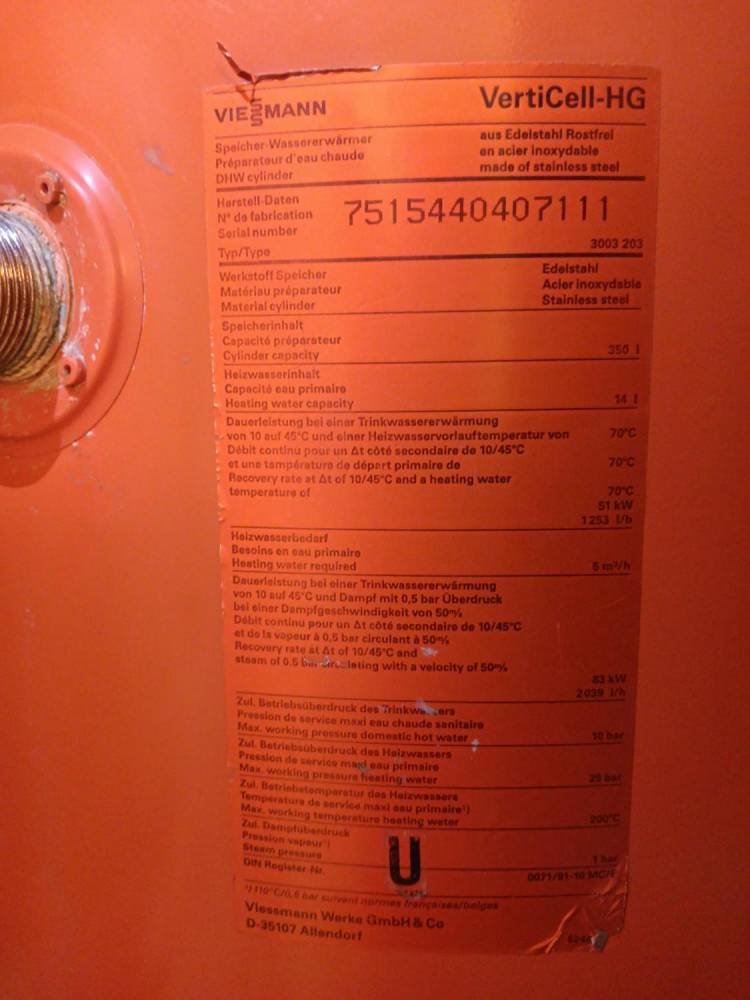 VIESSMANN
VertiCell-HG
Speicher-Wassererwärmer
Préparateur d'eau chaude
DHW cylinder
aus Edelstahl Rostfrei
en acier inoxydable
made of stainless steel
Herstell-Daten
N° de fabrication
Serial number
7515440407111
Typ/Type
3003 203
Werkstoff Speicher
Matériau préparateur
Material cylinder
Edelstahl
Acier inoxydable
Stainless steel
Speicherinhalt
Capacité préparateur
Cylinder capacity
350 l
Heizwasserinhalt
Capacité eau primaire
Heating water capacity
14 l
Dauerleistung bei einer Trinkwassererwärmung
von 10 auf 45°C und einer Heizwasservorlauftemperatur von 70°C
Débit continu pour un Δt côté secondaire de 10/45°C
et une température de départ primaire de 70°C
Recovery rate at Δt of 10/45°C and a heating water
temperature of 70°C
51 kW
1253 l/h
Heizwasserbedarf
Besoins en eau primaire
Heating water required
5 m³/h
Dauerleistung bei einer Trinkwassererwärmung
von 10 auf 45°C und Dampf mit 0,5 bar Überdruck
bei einer Dampfgeschwindigkeit von 50m/s
Débit continu pour un Δt côté secondaire de 10/45°C
et de la vapeur à 0,5 bar circulant à 50m/s
Recovery rate at Δt of 10/45°C and
steam of 0.5 bar circulating with a velocity of 50m/s
83 kW
2039 l/h
Zul. Betriebsüberdruck des Trinkwassers
Pression de service maxi eau chaude sanitaire
Max. working pressure domestic hot water
10 bar
Zul. Betriebsüberdruck des Heizwassers
Pression de service maxi eau primaire
Max. working pressure heating water
25 bar
Zul. Betriebstemperatur des Heizwassers
Température de service maxi eau primaire¹)
Max. working temperature heating water
200°C
Zul. Dampfüberdruck
Pression vapeur¹)
Steam pressure
1 bar
U
DIN Register-Nr.
0071/91-10 MC/E
¹) 110°C/0,5 bar suivant normes françaises/belges
Viessmann Werke GmbH & Co
D-35107 Allendorf